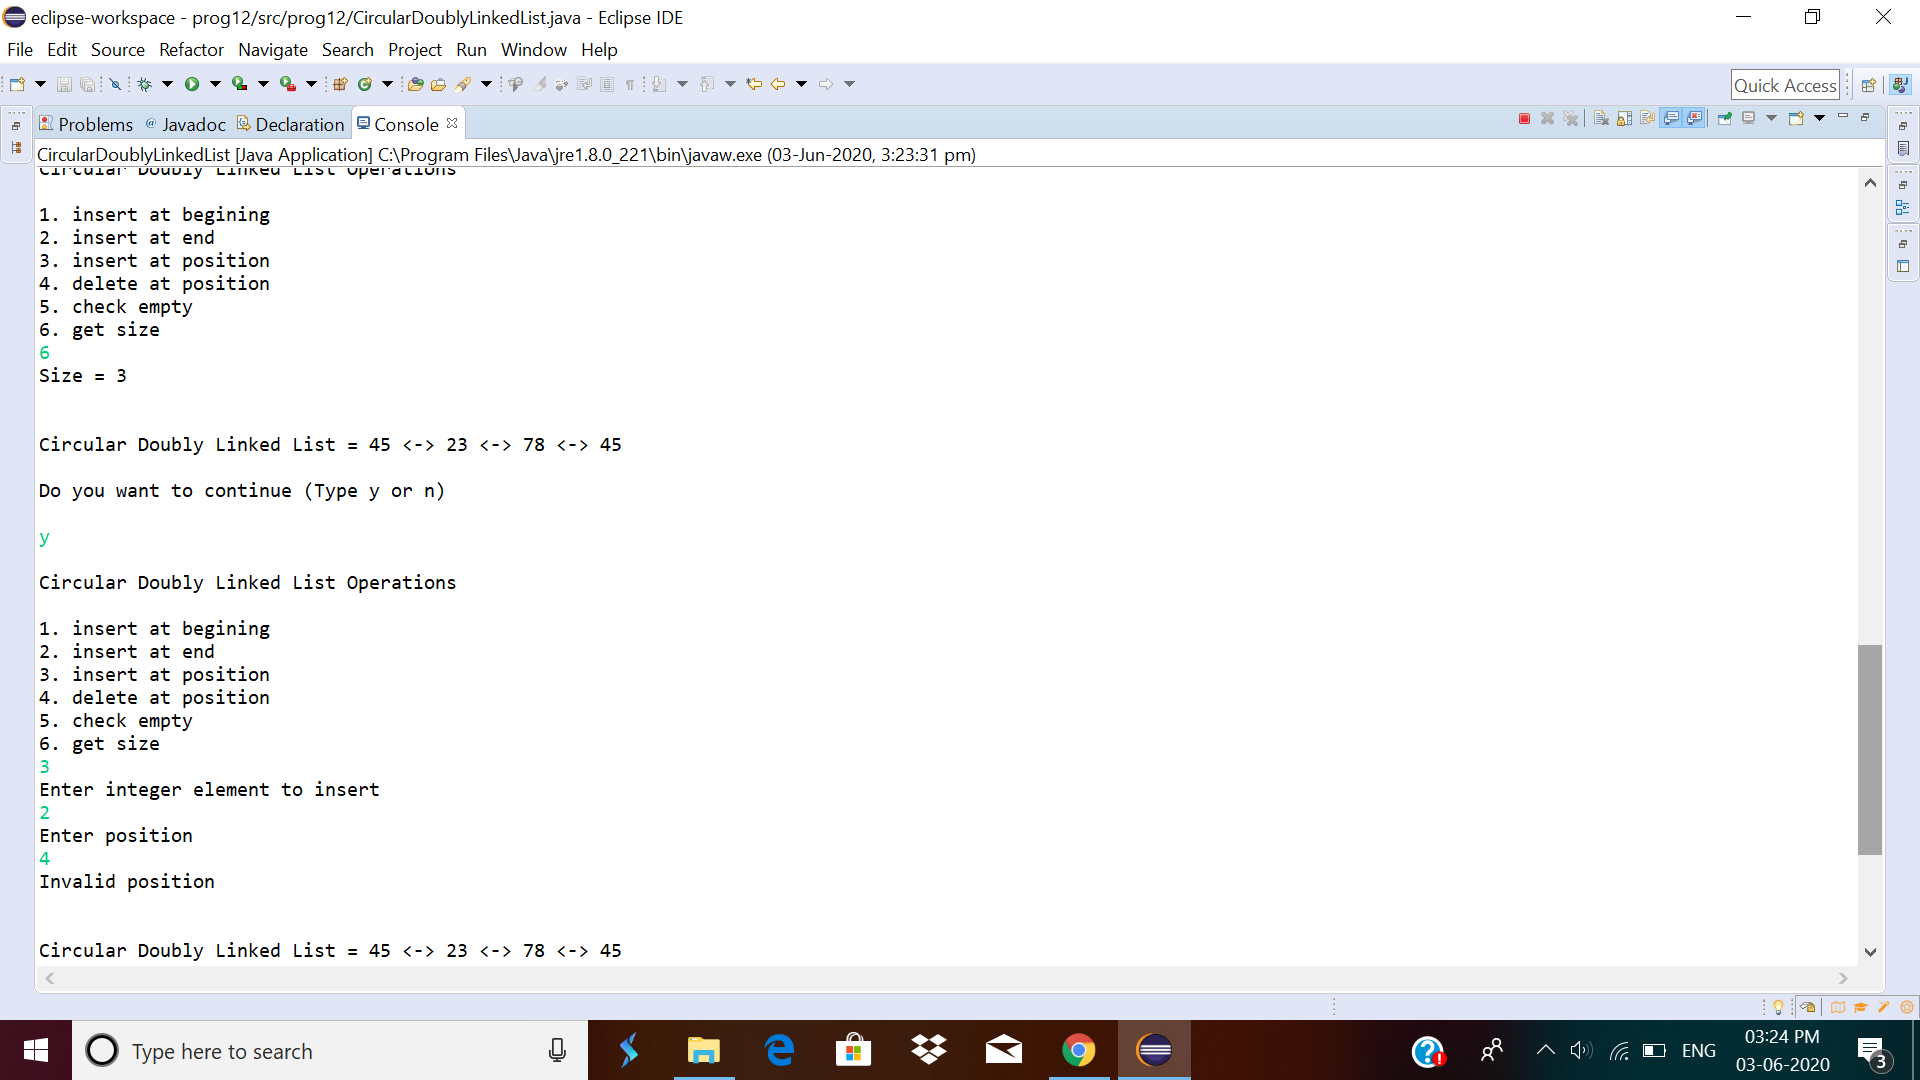 eclipse-workspace - prog12/src/prog12/CircularDoublyLinkedList.java - Eclipse IDE
File Edit Source Refactor Navigate Search Project Run Window Help
Quick Access
Problems @ Javadoc Declaration Console
CircularDoublyLinkedList [Java Application] C:\Program Files\Java\jre1.8.0_221\bin\javaw.exe (03-Jun-2020, 3:23:31 pm)
Circular Doubly Linked List Operations
1. insert at begining
2. insert at end
3. insert at position
4. delete at position
5. check empty
6. get size
6
Size = 3
Circular Doubly Linked List = 45 <-> 23 <-> 78 <-> 45
Do you want to continue (Type y or n)
y
Circular Doubly Linked List Operations
1. insert at begining
2. insert at end
3. insert at position
4. delete at position
5. check empty
6. get size
3
Enter integer element to insert
2
Enter position
4
Invalid position
Circular Doubly Linked List = 45 <-> 23 <-> 78 <-> 45
Type here to search
ENG
03:24 PM
03-06-2020
3